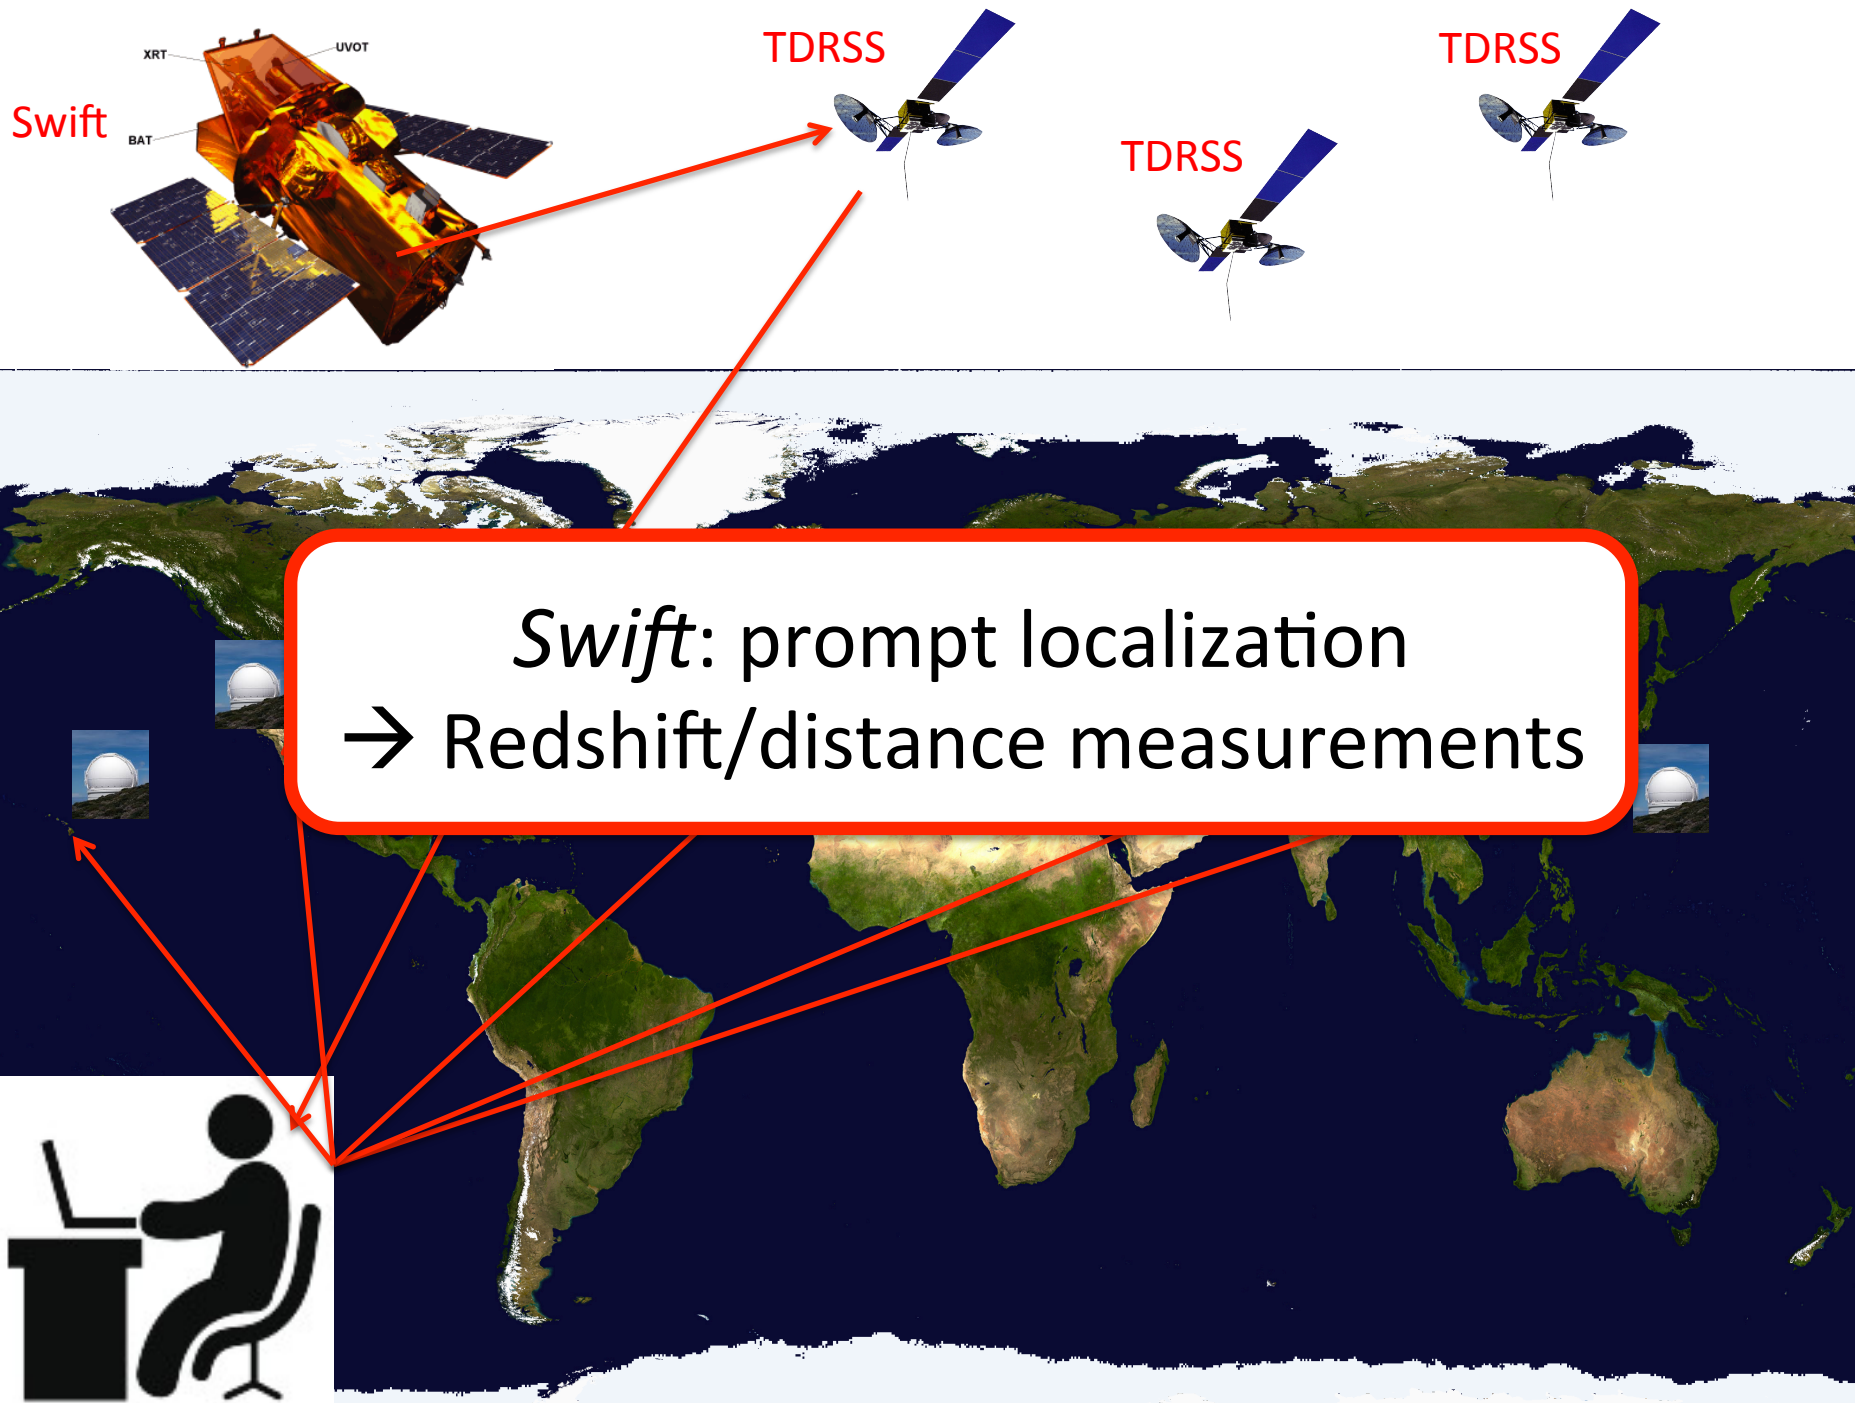 XRT
UVOT
Swift
BAT
TDRSS
TDRSS
TDRSS
Swift: prompt localization
→ Redshift/distance measurements